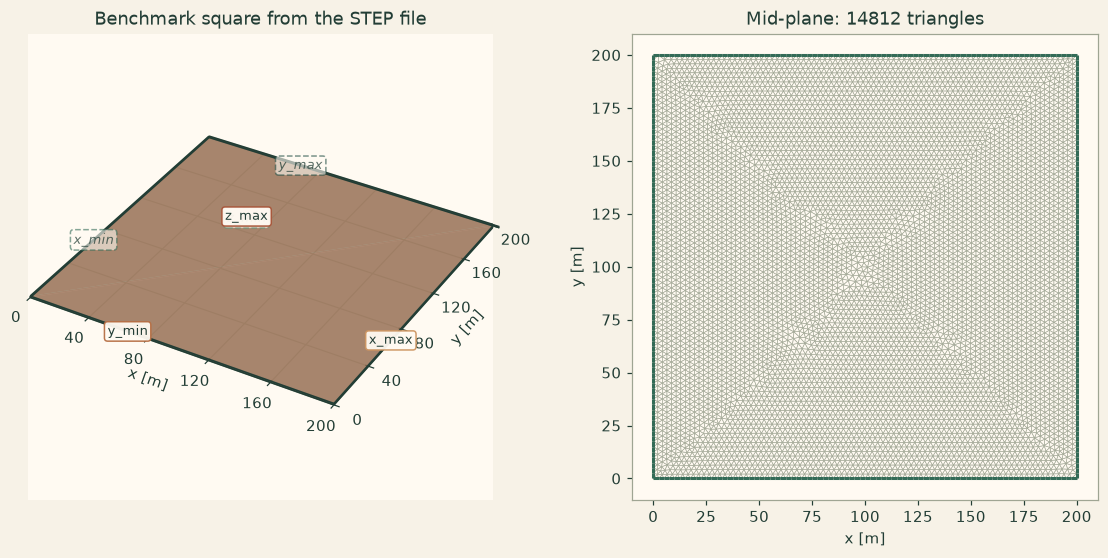 Benchmark square from the STEP file
y_max
z_max
x_min
y_min
x_max
0
40
80
120
160
200
x [m]
0
40
80
120
160
200
y [m]
Mid-plane: 14812 triangles
200
175
150
125
100
75
50
25
0
y [m]
0
25
50
75
100
125
150
175
200
x [m]